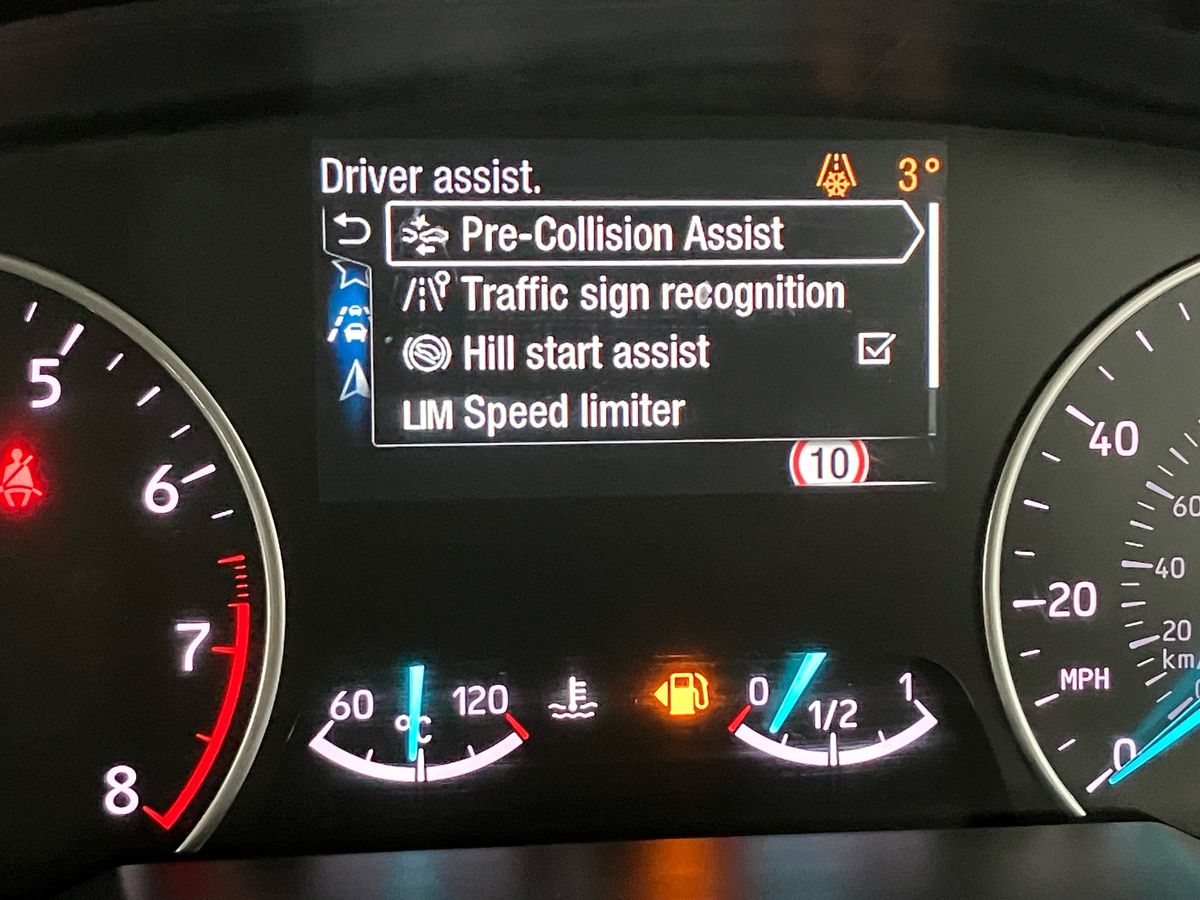 Driver assist. 3°
Pre-Collision Assist
Traffic sign recognition
Hill start assist
LIM Speed limiter
10
5
6
7
8
60 °C 120
0 1/2 1
40
20
0
MPH
60
40
20
km/